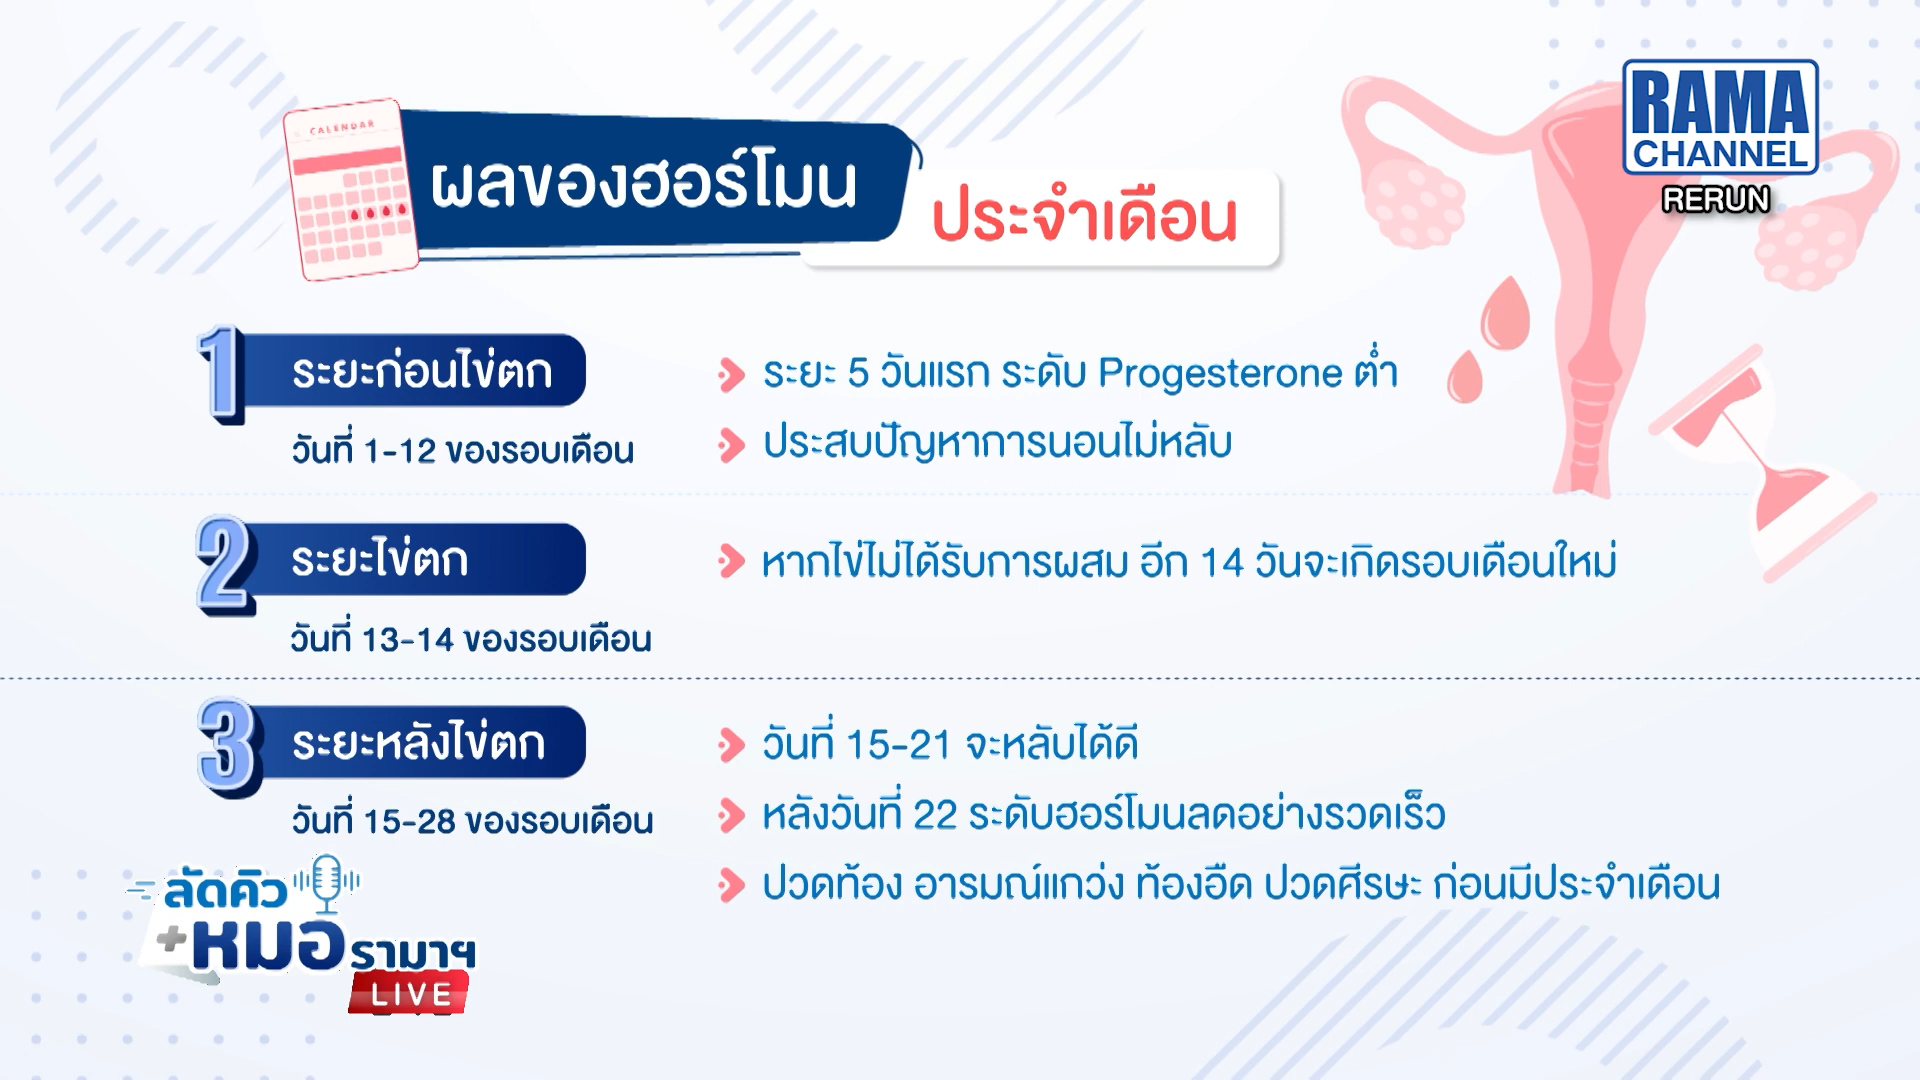 CALENDAR
ผลของฮอร์โมน
ประจำเดือน
RAMA
CHANNEL
RERUN
1 ระยะก่อนไข่ตก
วันที่ 1-12 ของรอบเดือน
ระยะ 5 วันแรก ระดับ Progesterone ต่ำ
ประสบปัญหาการนอนไม่หลับ
2 ระยะไข่ตก
วันที่ 13-14 ของรอบเดือน
หากไข่ไม่ได้รับการผสม อีก 14 วันจะเกิดรอบเดือนใหม่
3 ระยะหลังไข่ตก
วันที่ 15-28 ของรอบเดือน
วันที่ 15-21 จะหลับได้ดี
หลังวันที่ 22 ระดับฮอร์โมนลดอย่างรวดเร็ว
ปวดท้อง อารมณ์แกว่ง ท้องอืด ปวดศีรษะ ก่อนมีประจำเดือน
ลัดคิว
+หมอรามาฯ
LIVE